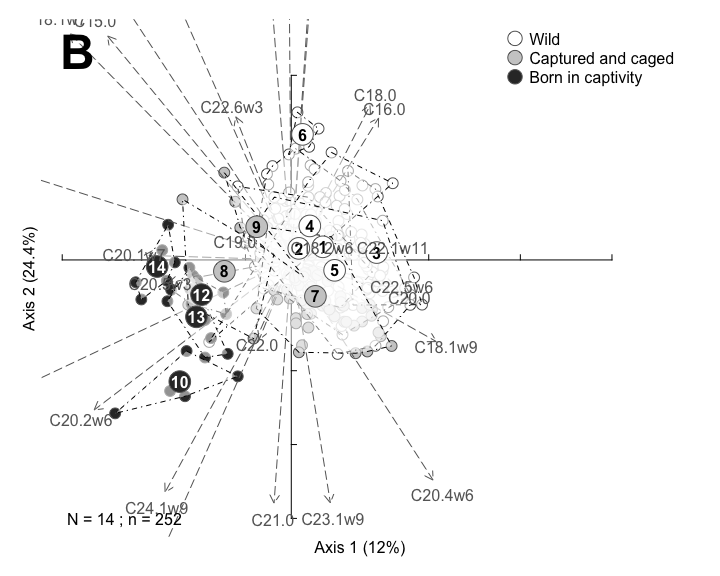 C15.0
B
Wild
Captured and caged
Born in captivity
C18.0
C16.0
C22.6w3
6
9
4
C19.0
2
1
C22.1w11
3
C20.1w
14
8
5
C22.5w6
C20.0
12
7
13
C22.0
C18.1w9
10
C20.2w6
C20.4w6
C24.1w9
N = 14 ; n = 252
C21.0
C23.1w9
Axis 1 (12%)
Axis 2 (24.4%)